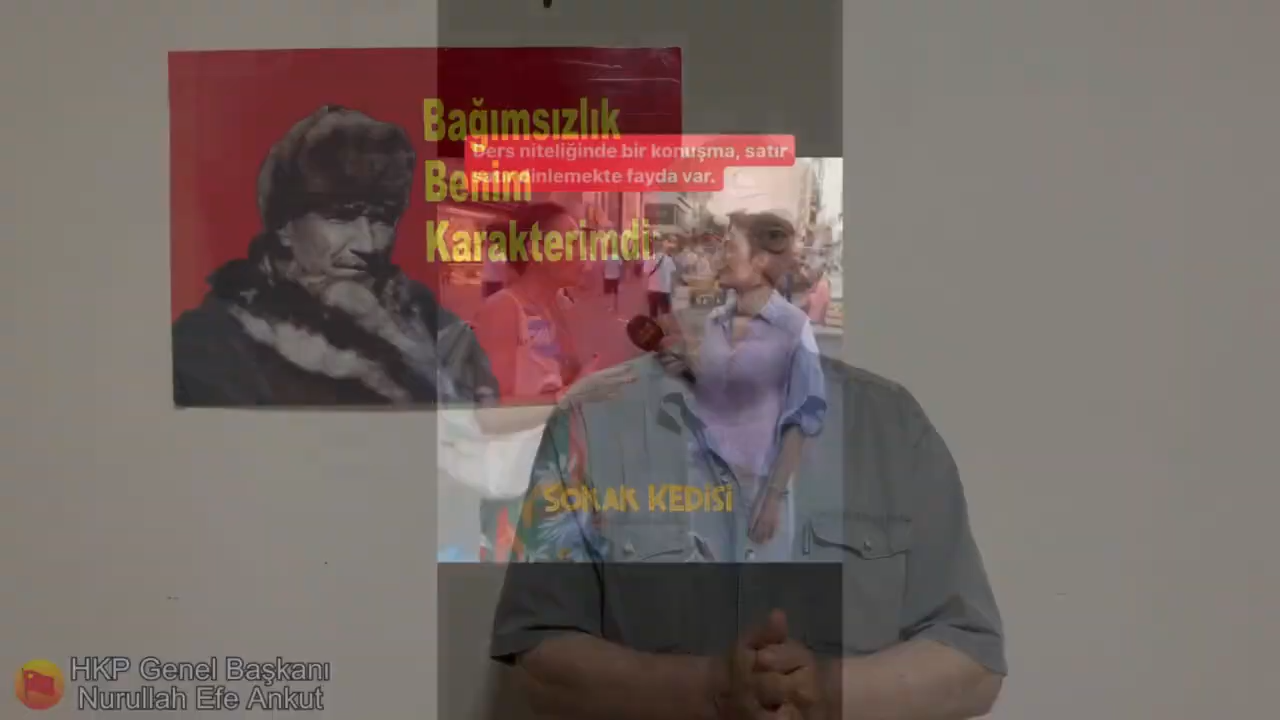 Bağımsızlık
Benim
Karakterimdi
Ders niteliğinde bir konuşma, satır
satır dinlemekte fayda var.
SOKAK KEDİSİ
HKP Genel Başkanı
Nurullah Efe Ankut